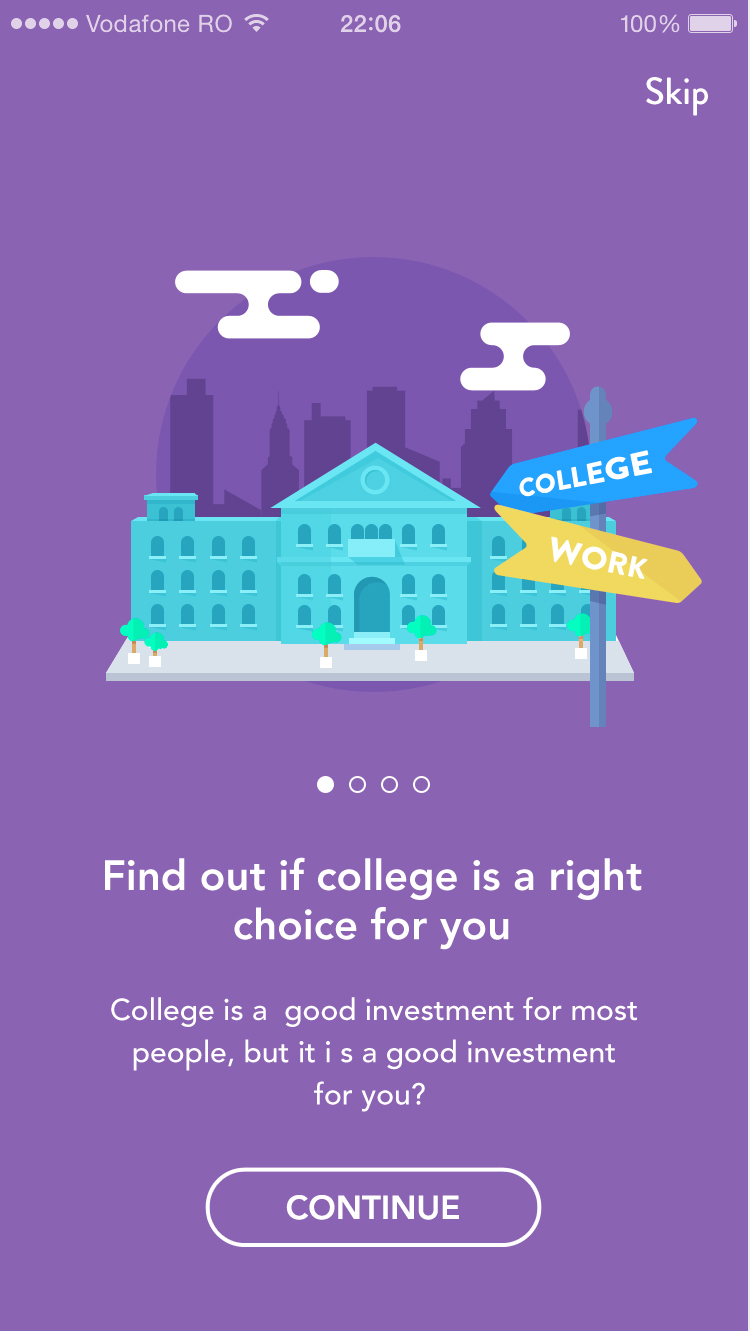 Vodafone RO 22:06 100%
Skip
COLLEGE
WORK
Find out if college is a right
choice for you
College is a  good investment for most
people, but it i s a good investment
for you?
CONTINUE